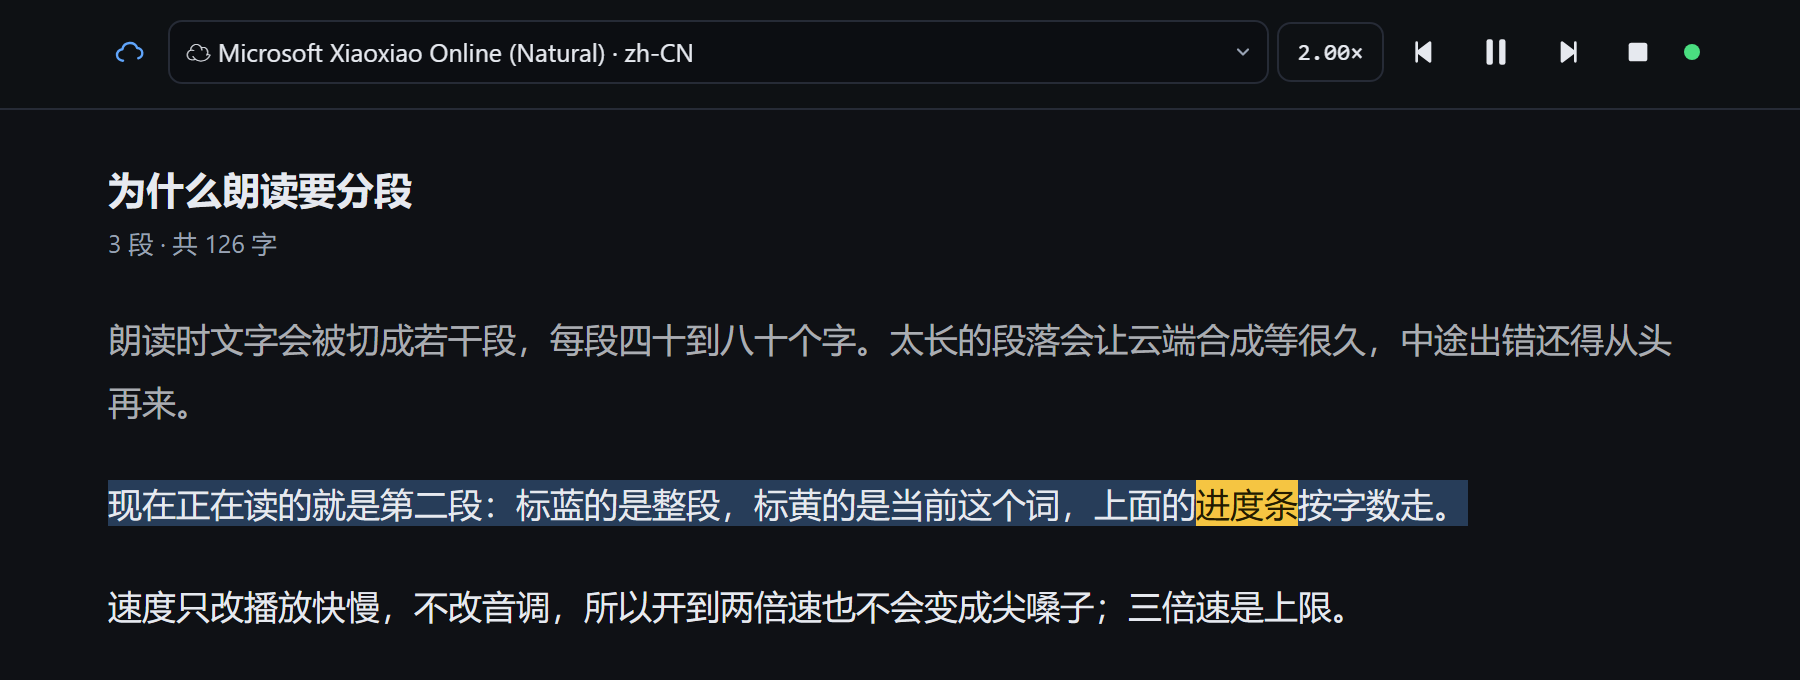 Microsoft Xiaoxiao Online (Natural) · zh-CN
2.00×
为什么朗读要分段
3 段 · 共 126 字
朗读时文字会被切成若干段，每段四十到八十个字。太长的段落会让云端合成等很久，中途出错还得从头
再来。
现在正在读的就是第二段：标蓝的是整段，标黄的是当前这个词，上面的进度条按字数走。
速度只改播放快慢，不改音调，所以开到两倍速也不会变成尖嗓子；三倍速是上限。